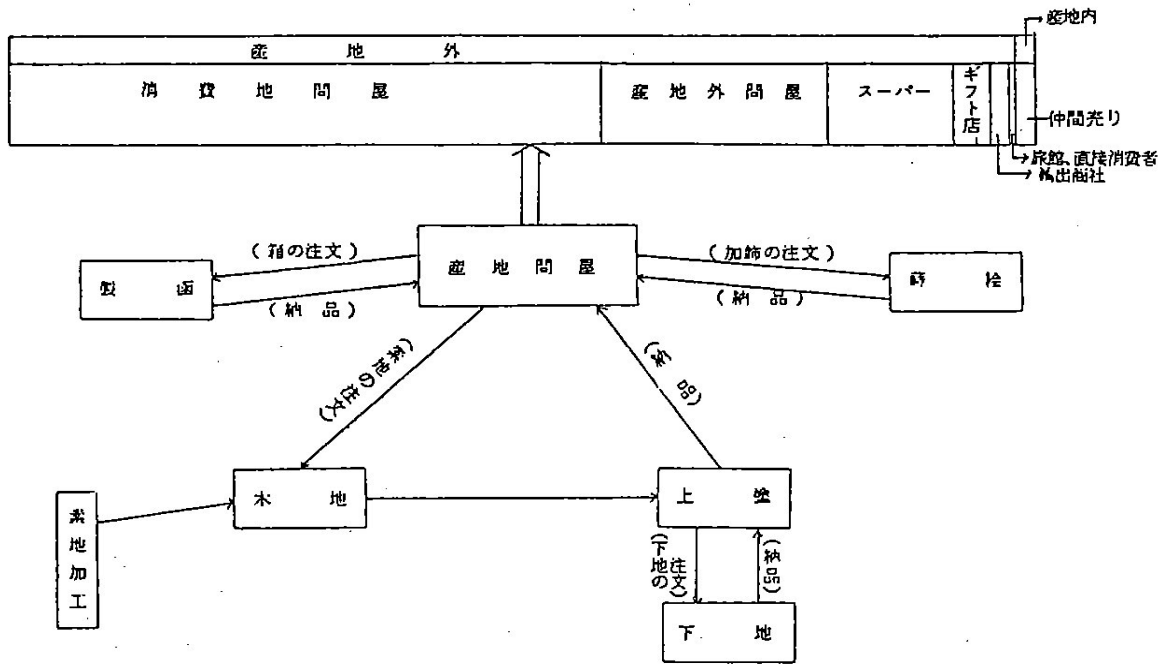 産地内
産地外
消費地問屋
産地外問屋
スーパー
ギフト店
仲間売り
旅館、直接消費者
輸出商社
(箱の注文)
産地問屋
(加飾の注文)
製函
(納品)
(納品)
蒔絵
(素地の注文)
(納品)
木地
上塗
素地加工
(下地の
注文)
(納品)
下地